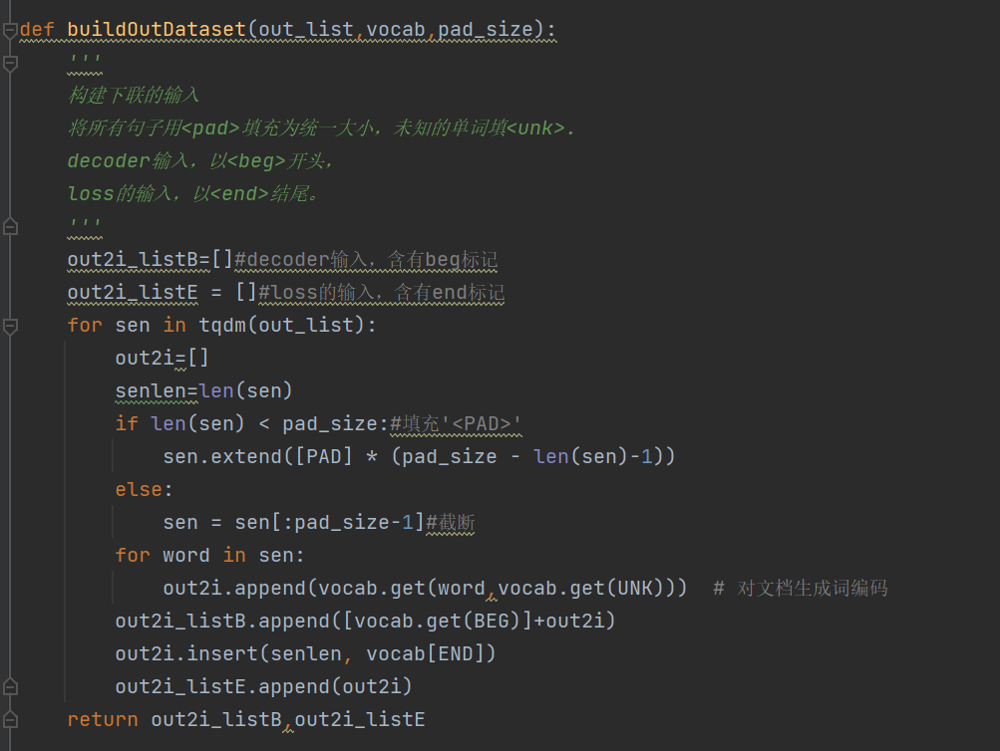 def buildOutDataset(out_list,vocab,pad_size):
    '''
    构建下联的输入
    将所有句子用<pad>填充为统一大小，未知的单词填<unk>.
    decoder输入，以<beg>开头，
    loss的输入，以<end>结尾。
    '''
    out2i_listB=[]#decoder输入，含有beg标记
    out2i_listE = []#loss的输入，含有end标记
    for sen in tqdm(out_list):
        out2i=[]
        senlen=len(sen)
        if len(sen) < pad_size:#填充'<PAD>'
            sen.extend([PAD] * (pad_size - len(sen)-1))
        else:
            sen = sen[:pad_size-1]#截断
        for word in sen:
            out2i.append(vocab.get(word,vocab.get(UNK)))  # 对文档生成词编码
        out2i_listB.append([vocab.get(BEG)]+out2i)
        out2i.insert(senlen, vocab[END])
        out2i_listE.append(out2i)
    return out2i_listB,out2i_listE